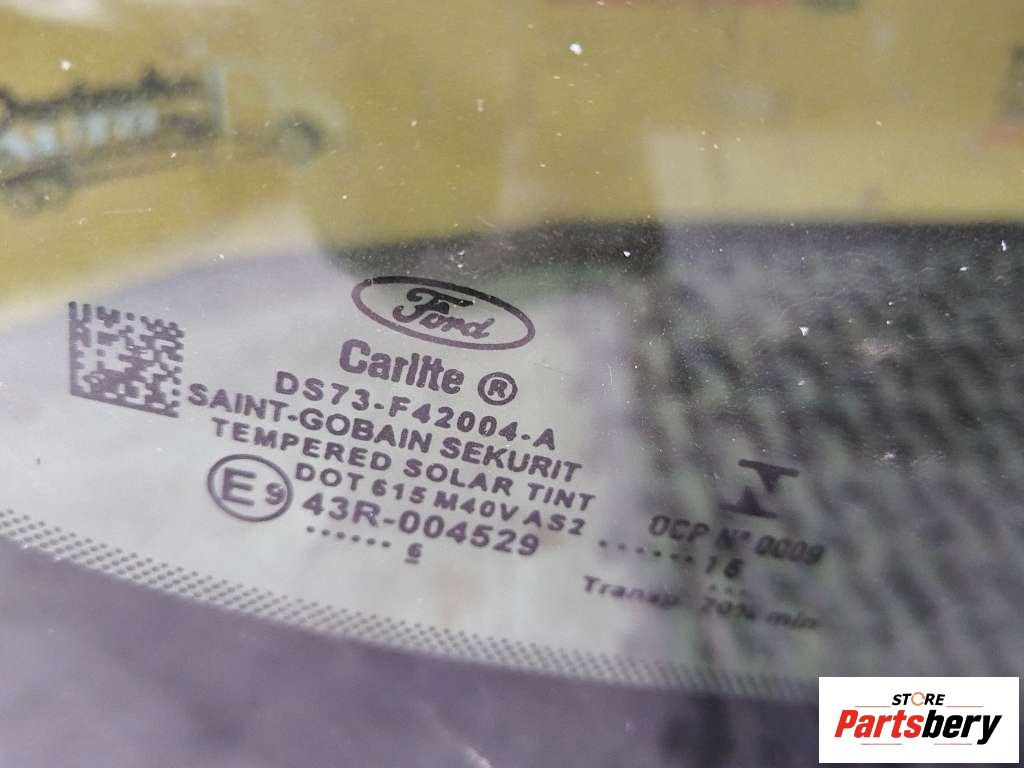 Ford
Carlite ®
DS73-F42004-A
SAINT-GOBAIN SEKURIT
TEMPERED SOLAR TINT
DOT 615 M40V AS2
E9 43R-004529
...... 6 ......
OCP N° 0009
...... 16 ...
Transp. 70% min
STORE
Partsbery